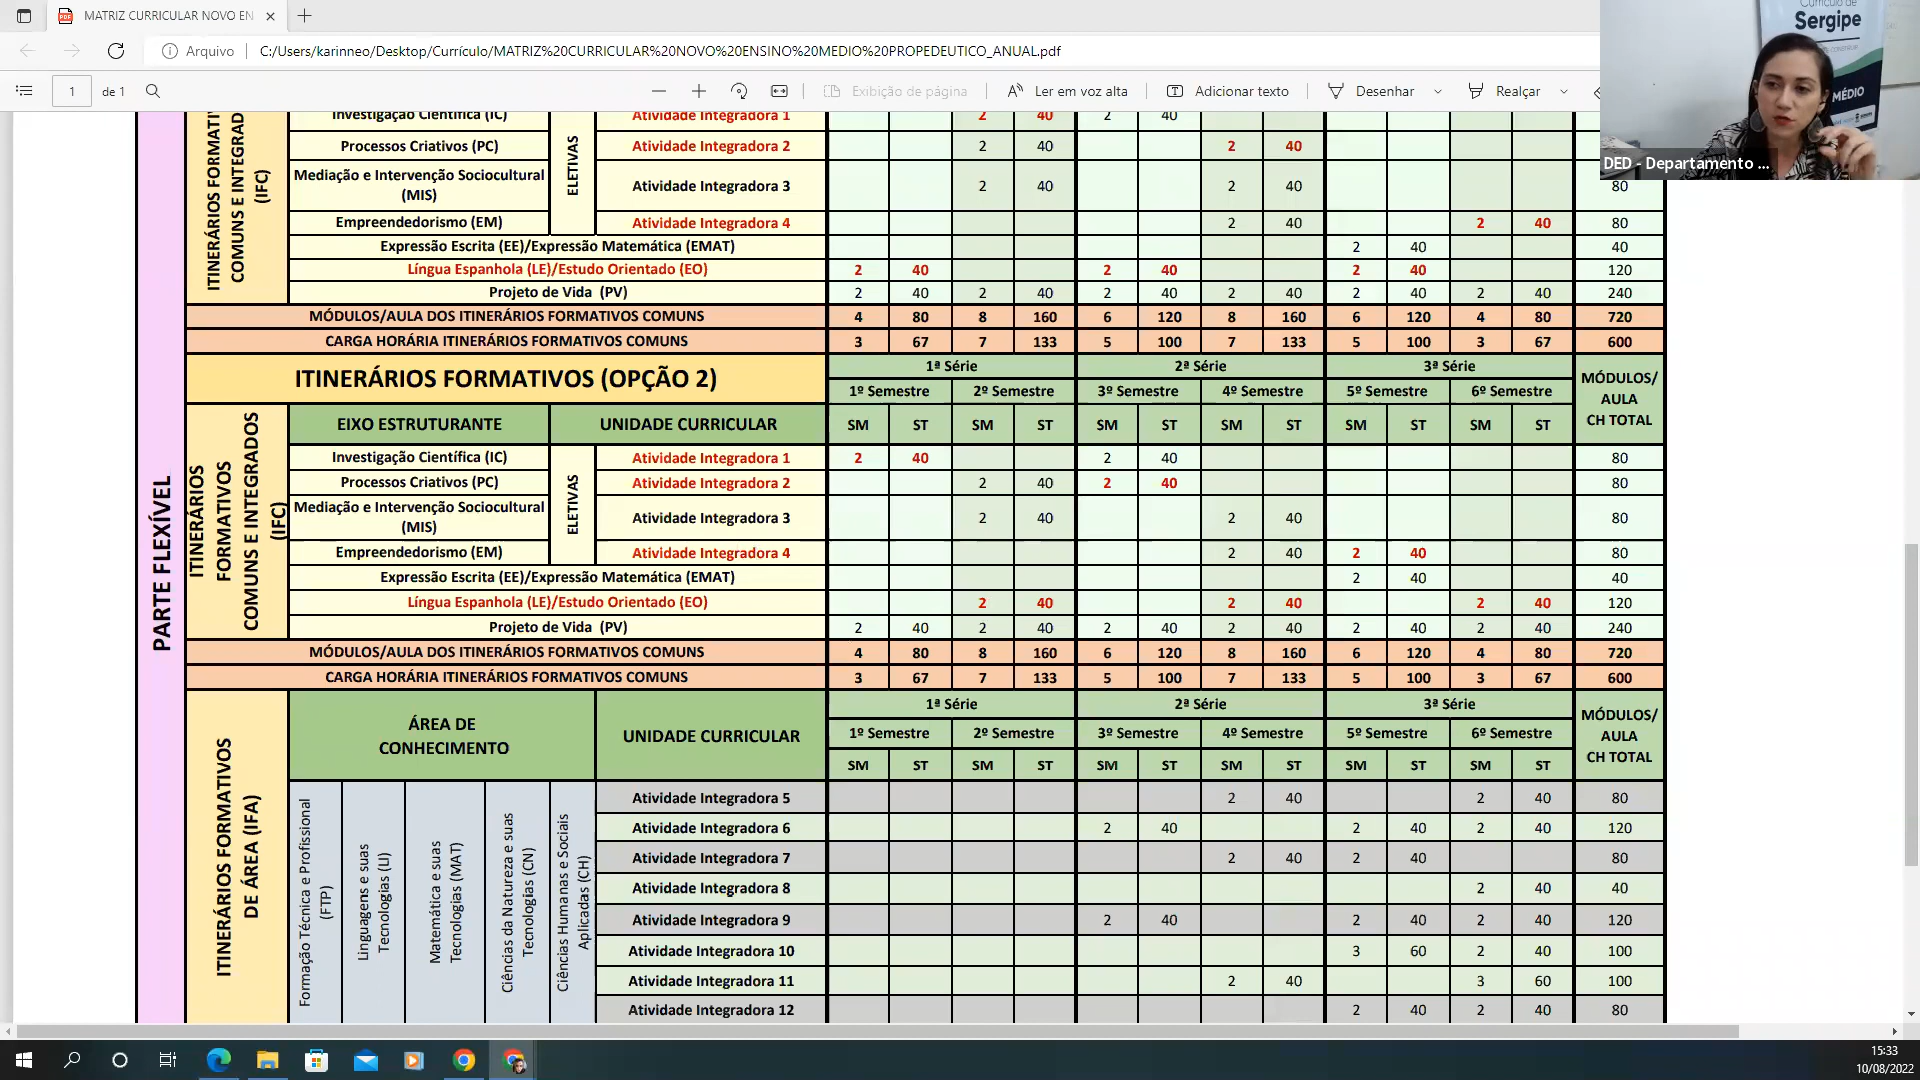 MATRIZ CURRICULAR NOVO EN
Arquivo
C:/Users/karinneo/Desktop/Currículo/MATRIZ%20CURRICULAR%20NOVO%20ENSINO%20MEDIO%20PROPEDEUTICO_ANUAL.pdf
1 de 1
Exibição de página
Ler em voz alta
Adicionar texto
Desenhar
Realçar
Currículo de
Sergipe
MÉDIO
DED - Departamento ...
PARTE FLEXÍVEL
ITINERÁRIOS FORMATIV
COMUNS E INTEGRAD
(IFC)
ELETIVAS
Investigação Científica (IC) Atividade Integradora 1 2 40 2 40
Processos Criativos (PC) Atividade Integradora 2 2 40 2 40
Mediação e Intervenção Sociocultural
(MIS) Atividade Integradora 3 2 40 2 40 80
Empreendedorismo (EM) Atividade Integradora 4 2 40 2 40 80
Expressão Escrita (EE)/Expressão Matemática (EMAT) 2 40 40
Língua Espanhola (LE)/Estudo Orientado (EO) 2 40 2 40 2 40 120
Projeto de Vida (PV) 2 40 2 40 2 40 2 40 2 40 2 40 240
MÓDULOS/AULA DOS ITINERÁRIOS FORMATIVOS COMUNS 4 80 8 160 6 120 8 160 6 120 4 80 720
CARGA HORÁRIA ITINERÁRIOS FORMATIVOS COMUNS 3 67 7 133 5 100 7 133 5 100 3 67 600
ITINERÁRIOS FORMATIVOS (OPÇÃO 2)
1ª Série 2ª Série 3ª Série
MÓDULOS/
AULA
CH TOTAL
1º Semestre 2º Semestre 3º Semestre 4º Semestre 5º Semestre 6º Semestre
ITINERÁRIOS
FORMATIVOS
COMUNS E INTEGRADOS
(IFC)
EIXO ESTRUTURANTE UNIDADE CURRICULAR SM ST SM ST SM ST SM ST SM ST SM ST
ELETIVAS
Investigação Científica (IC) Atividade Integradora 1 2 40 2 40 80
Processos Criativos (PC) Atividade Integradora 2 2 40 2 40 80
Mediação e Intervenção Sociocultural
(MIS) Atividade Integradora 3 2 40 2 40 80
Empreendedorismo (EM) Atividade Integradora 4 2 40 2 40 80
Expressão Escrita (EE)/Expressão Matemática (EMAT) 2 40 40
Língua Espanhola (LE)/Estudo Orientado (EO) 2 40 2 40 2 40 120
Projeto de Vida (PV) 2 40 2 40 2 40 2 40 2 40 2 40 240
MÓDULOS/AULA DOS ITINERÁRIOS FORMATIVOS COMUNS 4 80 8 160 6 120 8 160 6 120 4 80 720
CARGA HORÁRIA ITINERÁRIOS FORMATIVOS COMUNS 3 67 7 133 5 100 7 133 5 100 3 67 600
ITINERÁRIOS FORMATIVOS
DE ÁREA (IFA)
ÁREA DE
CONHECIMENTO
UNIDADE CURRICULAR
1ª Série 2ª Série 3ª Série
MÓDULOS/
AULA
CH TOTAL
1º Semestre 2º Semestre 3º Semestre 4º Semestre 5º Semestre 6º Semestre
SM ST SM ST SM ST SM ST SM ST SM ST
Formação Técnica e Profissional
(FTP)
Linguagens e suas
Tecnologias (LI)
Matemática e suas
Tecnologias (MAT)
Ciências da Natureza e suas
Tecnologias (CN)
Ciências Humanas e Sociais
Aplicadas (CH)
Atividade Integradora 5 2 40 2 40 80
Atividade Integradora 6 2 40 2 40 2 40 120
Atividade Integradora 7 2 40 2 40 80
Atividade Integradora 8 2 40 40
Atividade Integradora 9 2 40 2 40 2 40 120
Atividade Integradora 10 3 60 2 40 100
Atividade Integradora 11 2 40 3 60 100
Atividade Integradora 12 2 40 2 40 80
15:33
10/08/2022